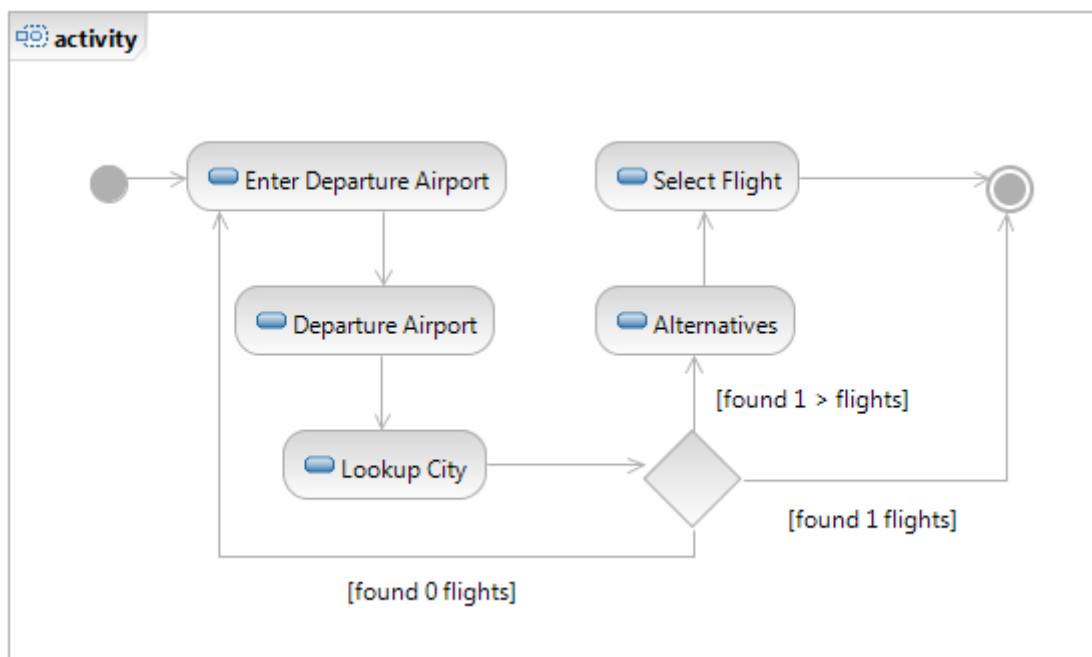 activity
Enter Departure Airport
Select Flight
Departure Airport
Alternatives
[found 1 > flights]
Lookup City
[found 1 flights]
[found 0 flights]